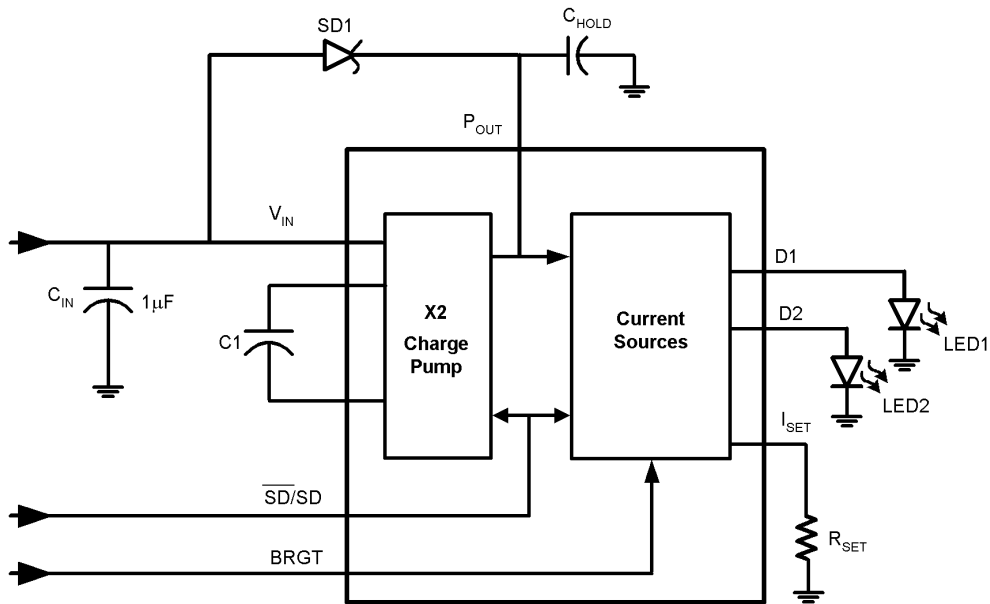 SD1
C_HOLD
P_OUT
V_IN
C_IN
1μF
C1
X2
Charge
Pump
Current
Sources
D1
D2
LED1
LED2
I_SET
S̅D̅/SD
BRGT
R_SET